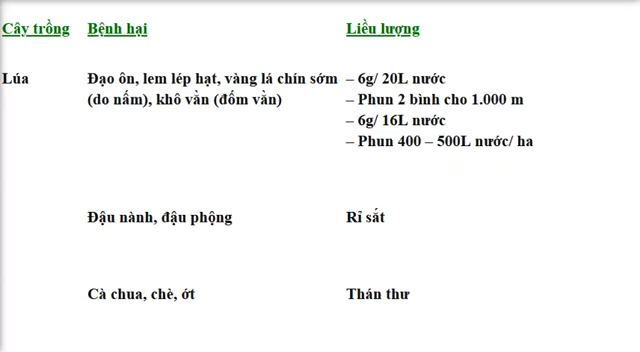 Cây trồng Bệnh hại Liều lượng
Lúa Đạo ôn, lem lép hạt, vàng lá chín sớm – 6g/ 20L nước
(do nấm), khô vằn (đốm vằn) – Phun 2 bình cho 1.000 m
– 6g/ 16L nước
– Phun 400 – 500L nước/ ha
Đậu nành, đậu phộng Rỉ sắt
Cà chua, chè, ớt Thán thư